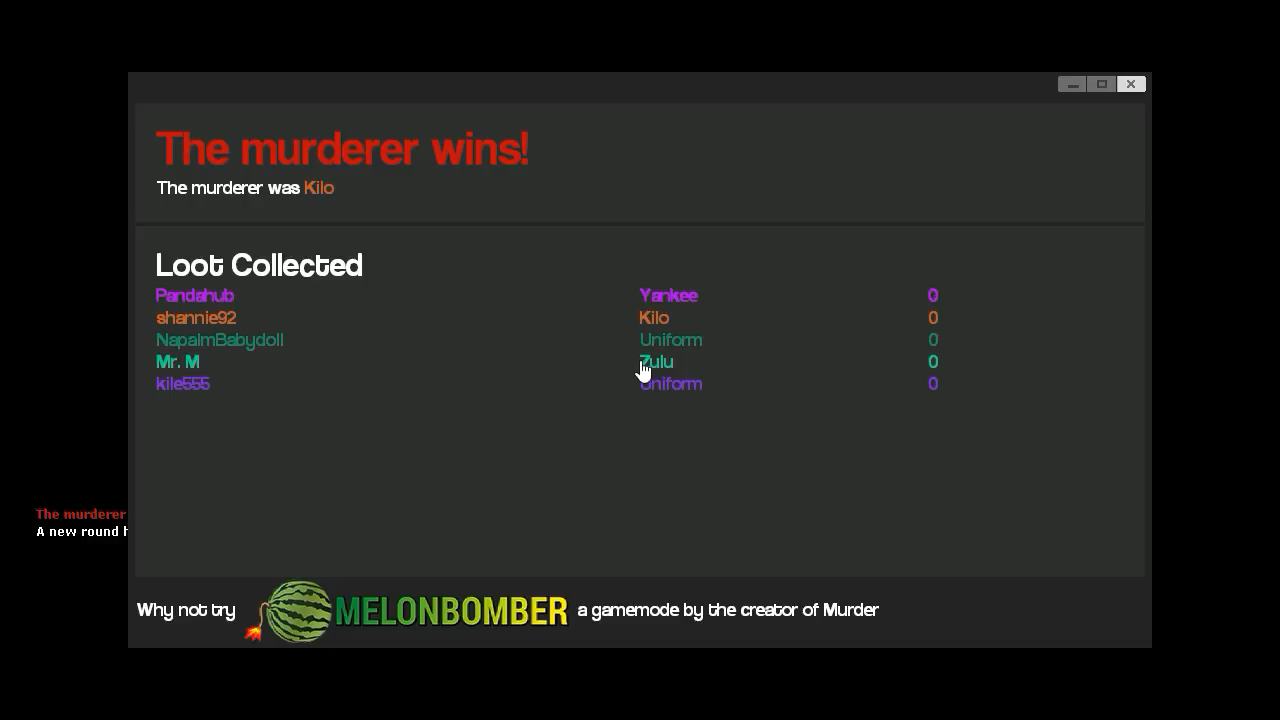 The murderer wins!
The murderer was Kilo
Loot Collected
Pandahub Yankee 0
shannie92 Kilo 0
NapalmBabydoll Uniform 0
Mr. M Zulu 0
kile555 Uniform 0
The murderer
A new round h
Why not try MELONBOMBER a gamemode by the creator of Murder